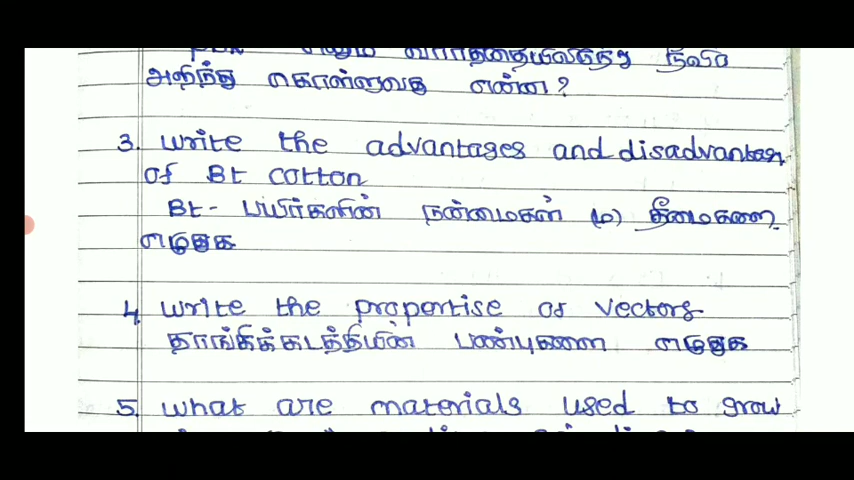 எனும் வார்த்தையிலிருந்து நீவிர்
அறிந்து கொள்ளுவது என்ன?
3. Write the advantages and disadvantages
of Bt cotton
Bt- பயிர்களின் நன்மைகள் (ம) தீமைகளை
எழுதுக
4. Write the propertise of vectors
தாங்கிக்கடத்தியின் பண்புகளை எழுதுக
5. What are materials used to grow